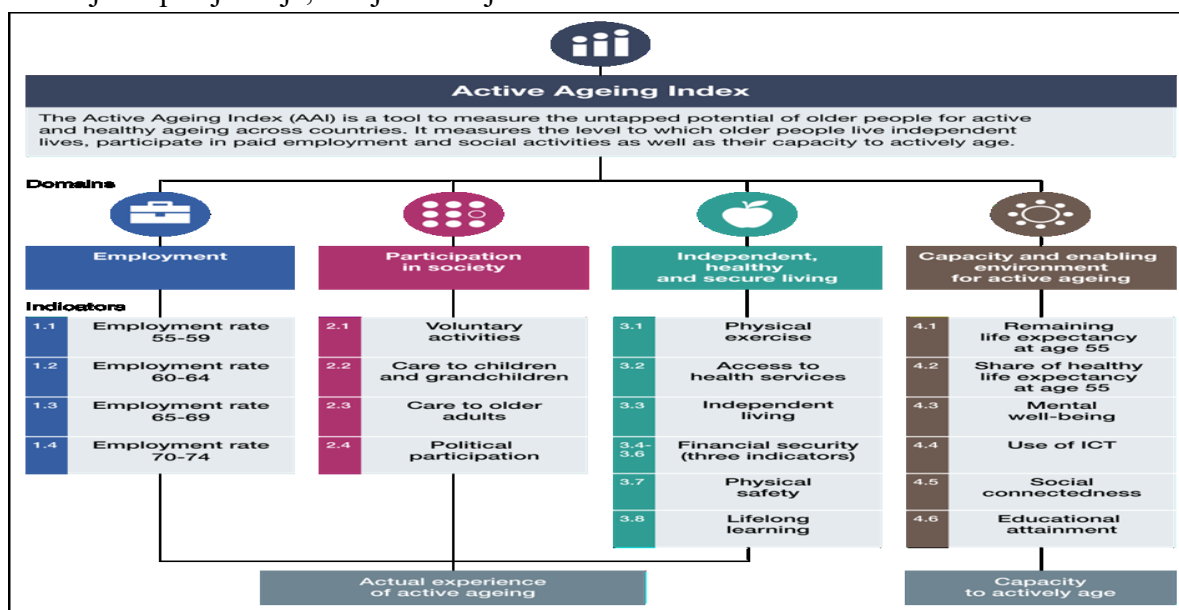 Active Ageing Index
The Active Ageing Index (AAI) is a tool to measure the untapped potential of older people for active
and healthy ageing across countries. It measures the level to which older people live independent
lives, participate in paid employment and social activities as well as their capacity to actively age.
Domains
Employment
Participation
in society
Independent,
healthy
and secure living
Capacity and enabling
environment
for active ageing
Indicators
1.1 Employment rate
55-59
1.2 Employment rate
60-64
1.3 Employment rate
65-69
1.4 Employment rate
70-74
2.1 Voluntary
activities
2.2 Care to children
and grandchildren
2.3 Care to older
adults
2.4 Political
participation
3.1 Physical
exercise
3.2 Access to
health services
3.3 Independent
living
3.4-
3.6
Financial security
(three indicators)
3.7 Physical
safety
3.8 Lifelong
learning
4.1 Remaining
life expectancy
at age 55
4.2 Share of healthy
life expectancy
at age 55
4.3 Mental
well-being
4.4 Use of ICT
4.5 Social
connectedness
4.6 Educational
attainment
Actual experience
of active ageing
Capacity
to actively age